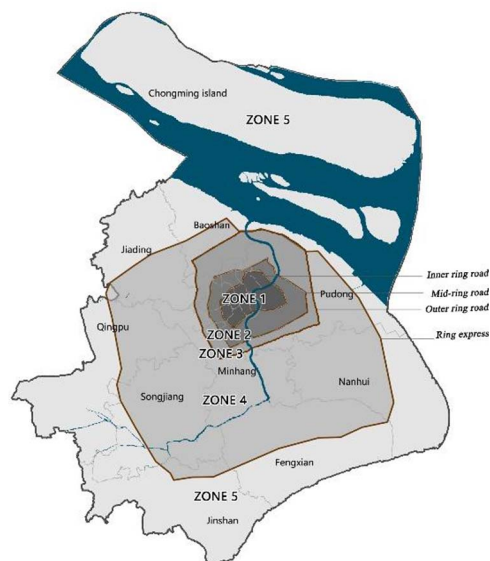 Chongming island
ZONE 5
Baoshan
Jiading
Inner ring road
ZONE 1
Pudong
Mid-ring road
Outer ring road
Qingpu
ZONE 2
Ring express
ZONE 3
Minhang
Nanhui
Songjiang
ZONE 4
Fengxian
ZONE 5
Jinshan